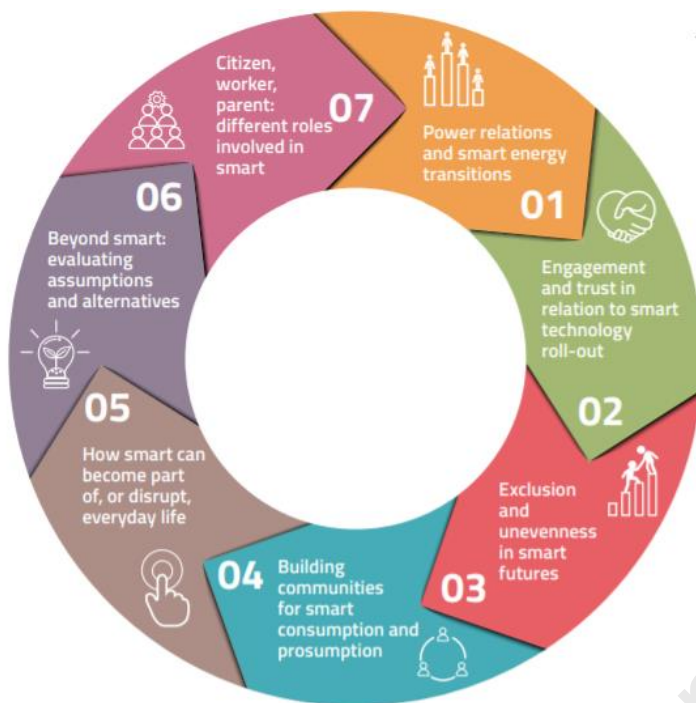 Power relations
and smart energy
transitions
01
Engagement
and trust in
relation to smart
technology
roll-out
02
Exclusion
and
unevenness
in smart
futures
03
04
Building
communities
for smart
consumption and
prosumption
05
How smart can
become part
of, or disrupt,
everyday life
06
Beyond smart:
evaluating
assumptions
and alternatives
Citizen,
worker,
parent:
different roles
involved in
smart
07